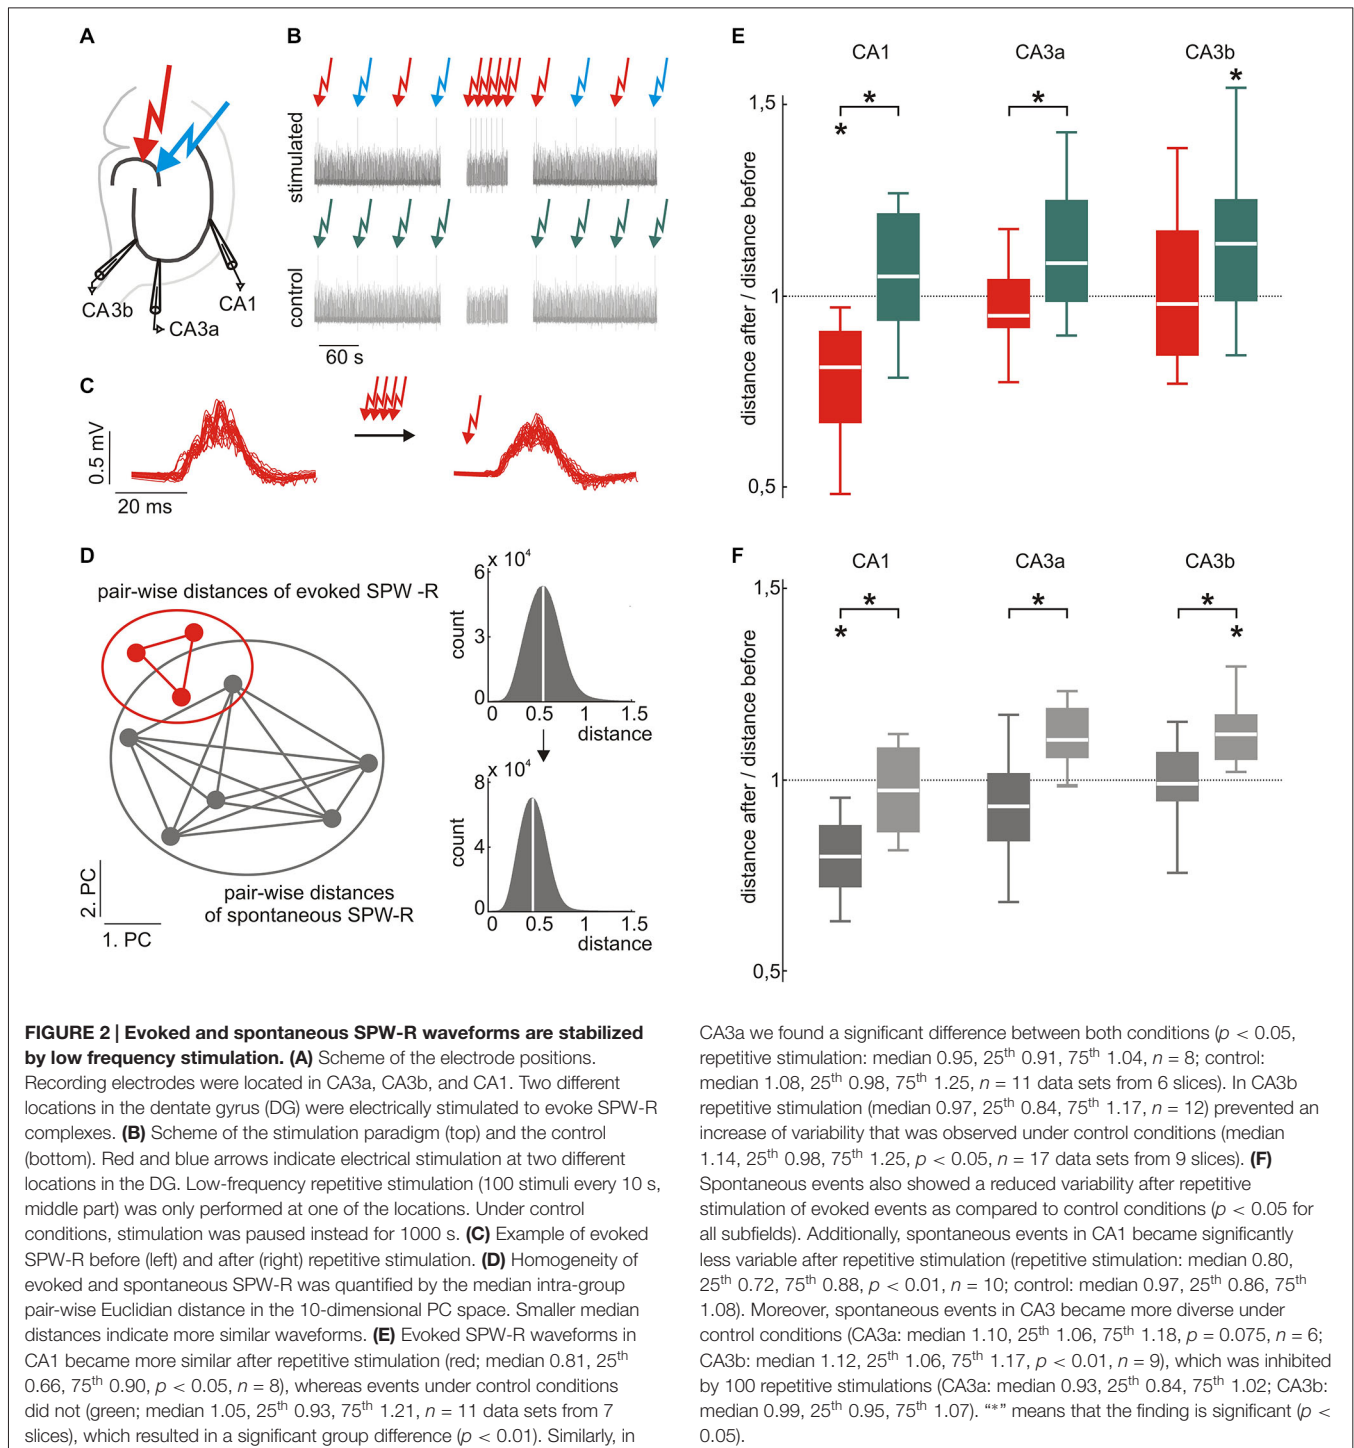 A
CA3b
CA3a
CA1
B
stimulated
control
60 s
C
0.5 mV
20 ms
D
pair-wise distances of evoked SPW -R
pair-wise distances
of spontaneous SPW-R
2. PC
1. PC
x 10⁴
6
3
0
count
0 0.5 1.5
distance
x 10⁴
8
4
0
count
0 0.5 1.5
distance
E
CA1 CA3a CA3b
distance after / distance before
1,5
1
0,5
* * * *
F
CA1 CA3a CA3b
distance after / distance before
1,5
1
0,5
* * * * *
FIGURE 2 | Evoked and spontaneous SPW-R waveforms are stabilized
by low frequency stimulation. (A) Scheme of the electrode positions.
Recording electrodes were located in CA3a, CA3b, and CA1. Two different
locations in the dentate gyrus (DG) were electrically stimulated to evoke SPW-R
complexes. (B) Scheme of the stimulation paradigm (top) and the control
(bottom). Red and blue arrows indicate electrical stimulation at two different
locations in the DG. Low-frequency repetitive stimulation (100 stimuli every 10 s,
middle part) was only performed at one of the locations. Under control
conditions, stimulation was paused instead for 1000 s. (C) Example of evoked
SPW-R before (left) and after (right) repetitive stimulation. (D) Homogeneity of
evoked and spontaneous SPW-R was quantified by the median intra-group
pair-wise Euclidian distance in the 10-dimensional PC space. Smaller median
distances indicate more similar waveforms. (E) Evoked SPW-R waveforms in
CA1 became more similar after repetitive stimulation (red; median 0.81, 25th
0.66, 75th 0.90, p < 0.05, n = 8), whereas events under control conditions
did not (green; median 1.05, 25th 0.93, 75th 1.21, n = 11 data sets from 7
slices), which resulted in a significant group difference (p < 0.01). Similarly, in
CA3a we found a significant difference between both conditions (p < 0.05,
repetitive stimulation: median 0.95, 25th 0.91, 75th 1.04, n = 8; control:
median 1.08, 25th 0.98, 75th 1.25, n = 11 data sets from 6 slices). In CA3b
repetitive stimulation (median 0.97, 25th 0.84, 75th 1.17, n = 12) prevented an
increase of variability that was observed under control conditions (median
1.14, 25th 0.98, 75th 1.25, p < 0.05, n = 17 data sets from 9 slices). (F)
Spontaneous events also showed a reduced variability after repetitive
stimulation of evoked events as compared to control conditions (p < 0.05 for
all subfields). Additionally, spontaneous events in CA1 became significantly
less variable after repetitive stimulation (repetitive stimulation: median 0.80,
25th 0.72, 75th 0.88, p < 0.01, n = 10; control: median 0.97, 25th 0.86, 75th
1.08). Moreover, spontaneous events in CA3 became more diverse under
control conditions (CA3a: median 1.10, 25th 1.06, 75th 1.18, p = 0.075, n = 6;
CA3b: median 1.12, 25th 1.06, 75th 1.17, p < 0.01, n = 9), which was inhibited
by 100 repetitive stimulations (CA3a: median 0.93, 25th 0.84, 75th 1.02; CA3b:
median 0.99, 25th 0.95, 75th 1.07). "*" means that the finding is significant (p <
0.05).